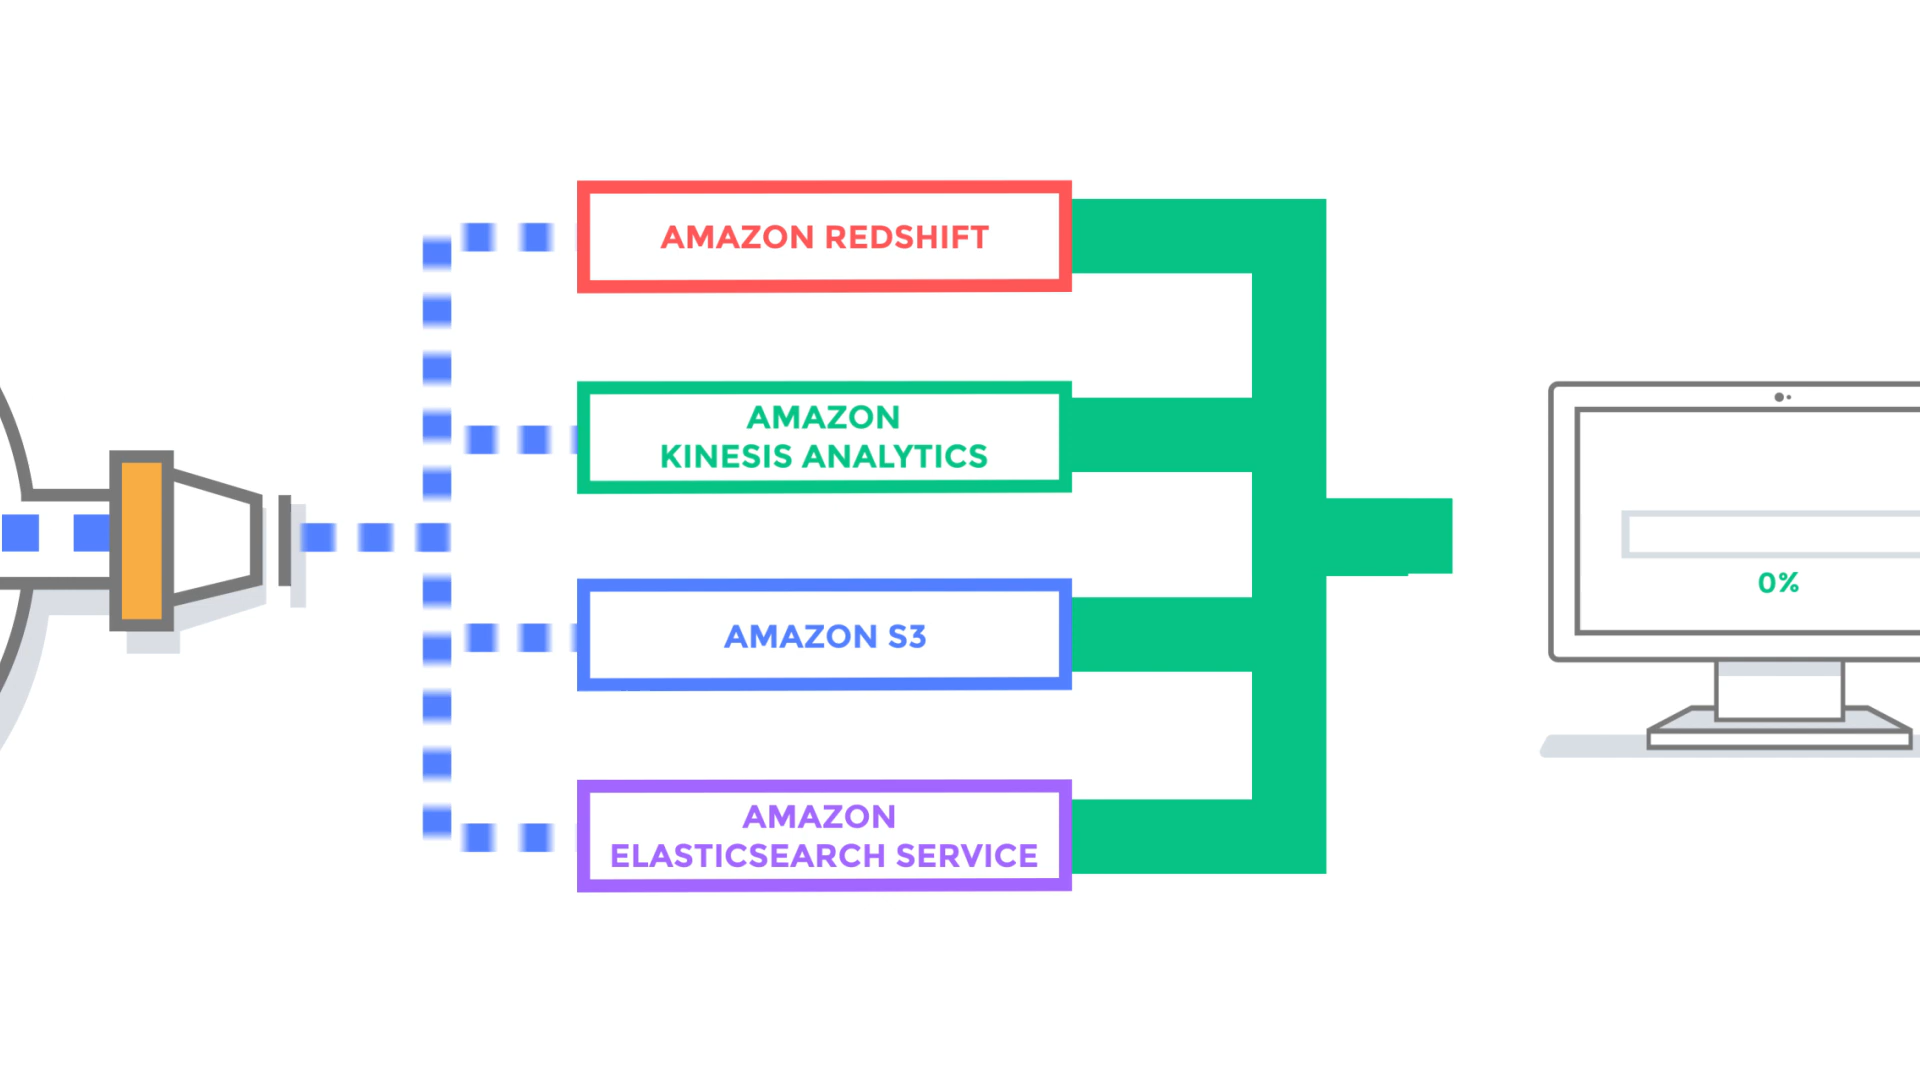 AMAZON REDSHIFT
AMAZON
KINESIS ANALYTICS
AMAZON S3
AMAZON
ELASTICSEARCH SERVICE
0%